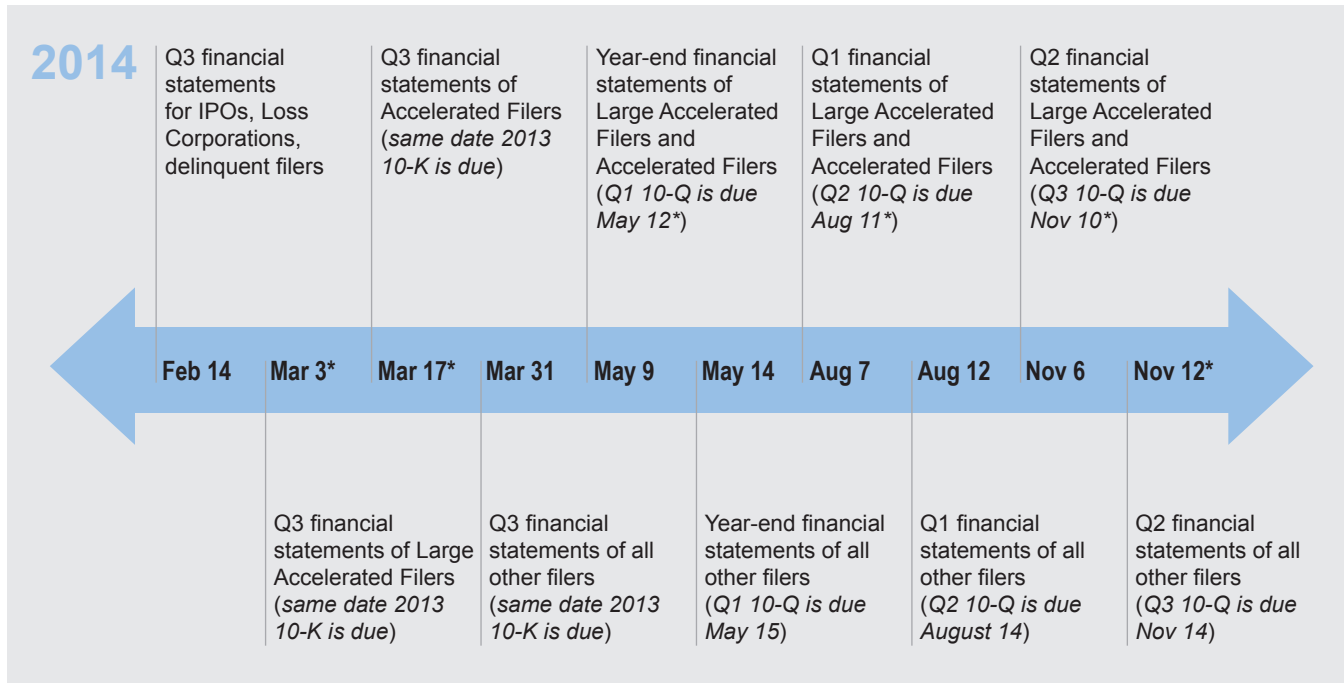 2014
Q3 financial
statements
for IPOs, Loss
Corporations,
delinquent filers
Q3 financial
statements of
Accelerated Filers
(same date 2013
10-K is due)
Year-end financial
statements of
Large Accelerated
Filers and
Accelerated Filers
(Q1 10-Q is due
May 12*)
Q1 financial
statements of
Large Accelerated
Filers and
Accelerated Filers
(Q2 10-Q is due
Aug 11*)
Q2 financial
statements of
Large Accelerated
Filers and
Accelerated Filers
(Q3 10-Q is due
Nov 10*)
Feb 14
Mar 3*
Mar 17*
Mar 31
May 9
May 14
Aug 7
Aug 12
Nov 6
Nov 12*
Q3 financial
statements of Large
Accelerated Filers
(same date 2013
10-K is due)
Q3 financial
statements of all
other filers
(same date 2013
10-K is due)
Year-end financial
statements of all
other filers
(Q1 10-Q is due
May 15)
Q1 financial
statements of all
other filers
(Q2 10-Q is due
August 14)
Q2 financial
statements of all
other filers
(Q3 10-Q is due
Nov 14)